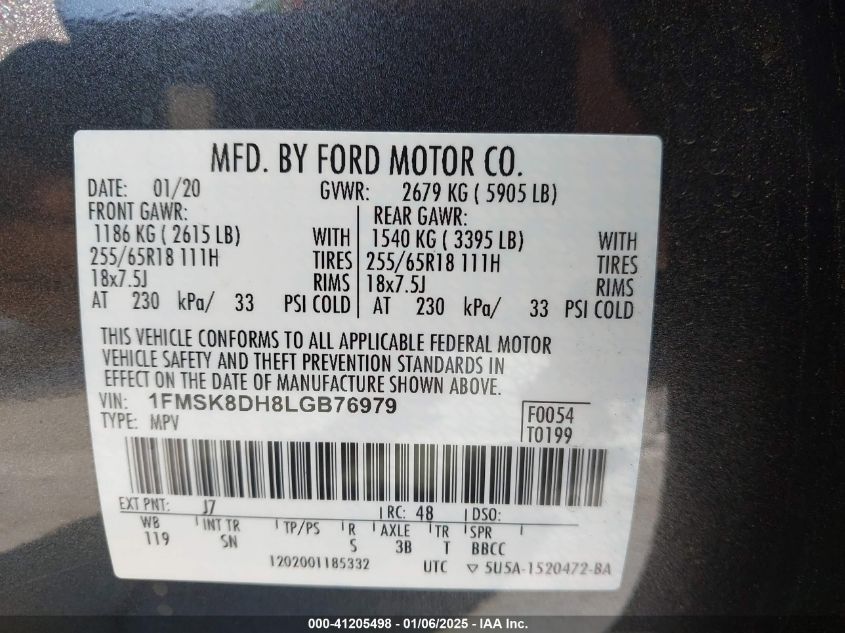 MFD. BY FORD MOTOR CO.
DATE: 01/20 GVWR: 2679 KG ( 5905 LB)
FRONT GAWR: REAR GAWR:
1186 KG ( 2615 LB) WITH 1540 KG ( 3395 LB) WITH
255/65R18 111H TIRES 255/65R18 111H TIRES
18x7.5J RIMS 18x7.5J RIMS
AT 230 kPa/ 33 PSI COLD AT 230 kPa/ 33 PSI COLD
THIS VEHICLE CONFORMS TO ALL APPLICABLE FEDERAL MOTOR
VEHICLE SAFETY AND THEFT PREVENTION STANDARDS IN
EFFECT ON THE DATE OF MANUFACTURE SHOWN ABOVE.
VIN: 1FMSK8DH8LGB76979 F0054
TYPE: MPV T0199
EXT PNT: J7 RC: 48 DSO:
WB INT TR TP/PS R AXLE TR SPR
119 SN S 3B T BBCC
1202001185332 UTC ▽ 5U5A-1520472-BA
000-41205498 - 01/06/2025 - IAA Inc.